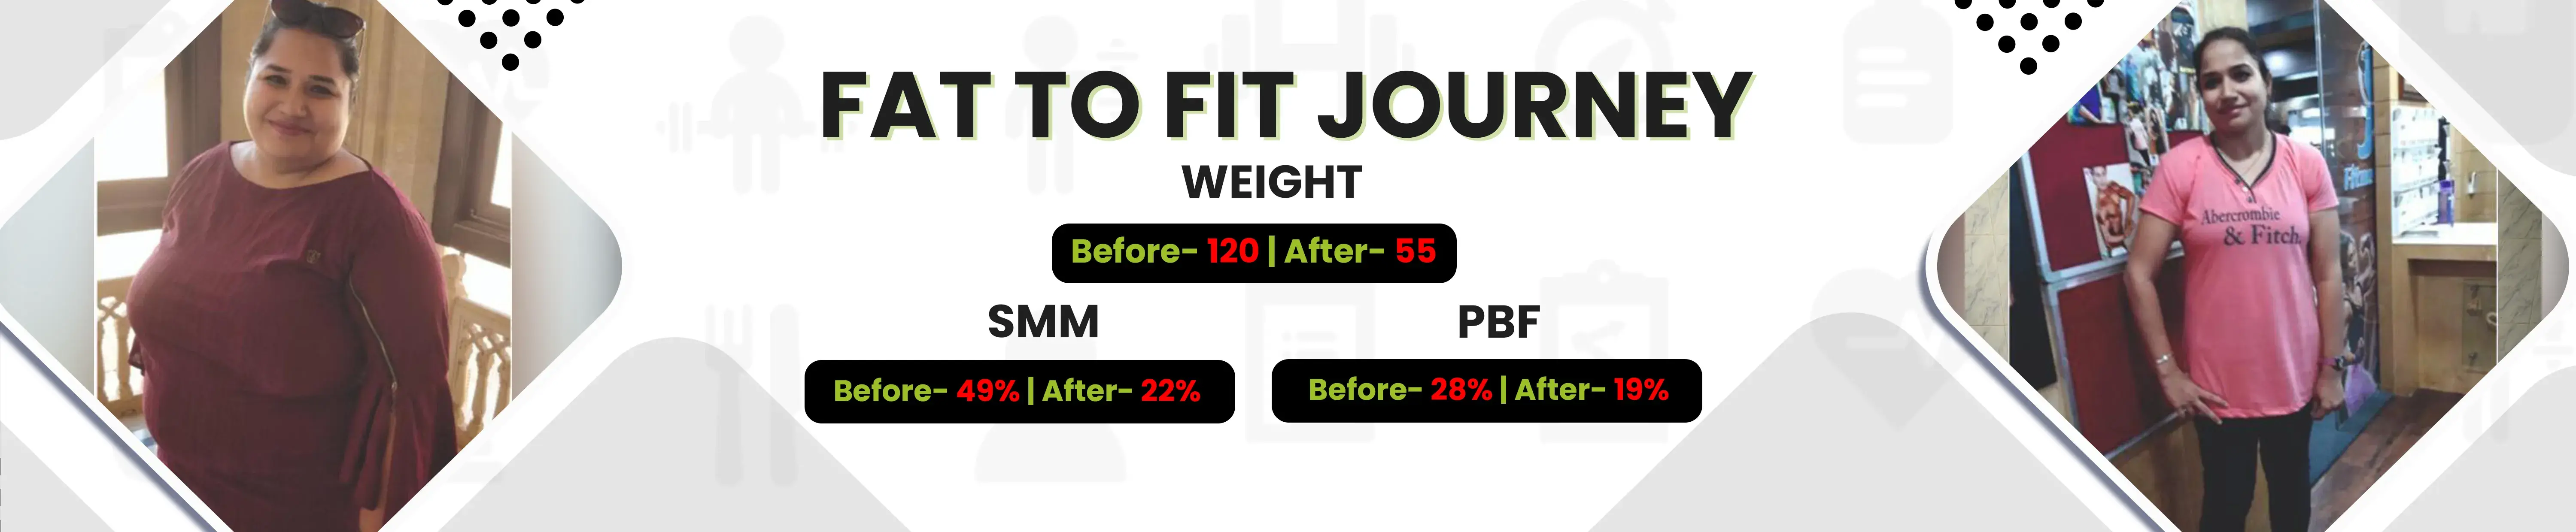 FAT TO FIT JOURNEY
WEIGHT
Before- 120 | After- 55
SMM
Before- 49% | After- 22%
PBF
Before- 28% | After- 19%
Abercrombie
& Fitch